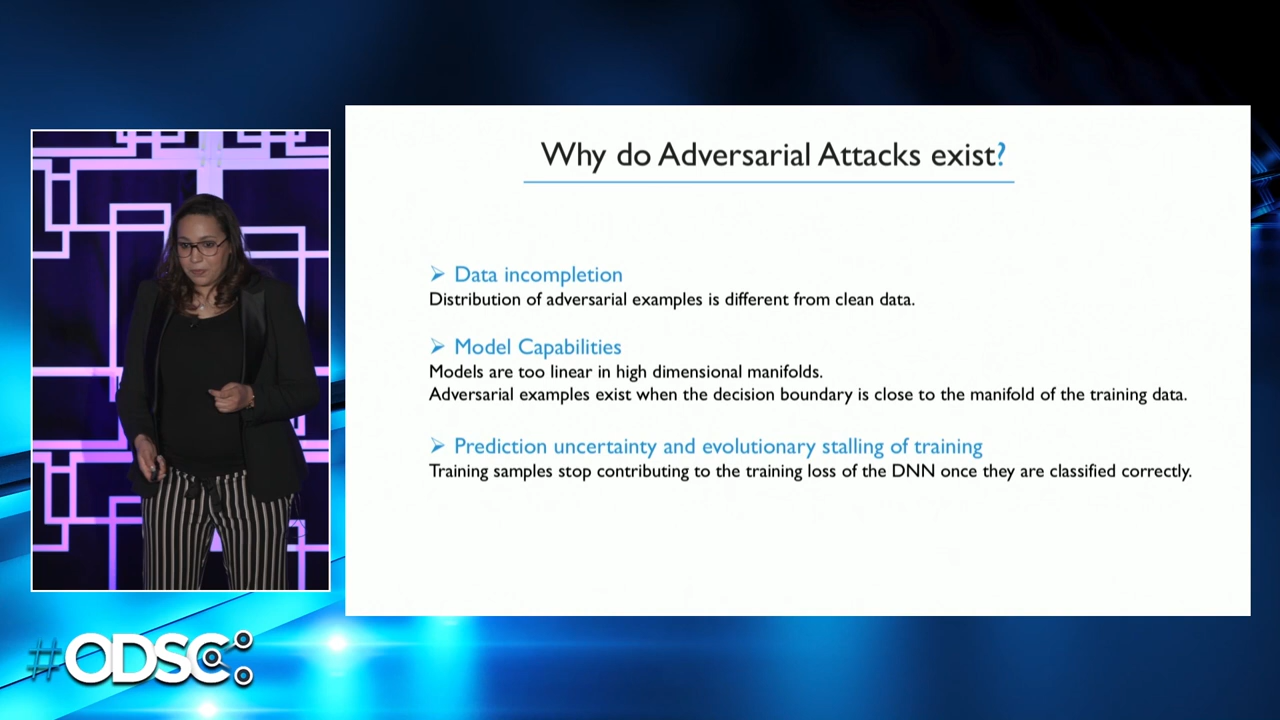 Why do Adversarial Attacks exist?
➢ Data incompletion
Distribution of adversarial examples is different from clean data.
➢ Model Capabilities
Models are too linear in high dimensional manifolds.
Adversarial examples exist when the decision boundary is close to the manifold of the training data.
➢ Prediction uncertainty and evolutionary stalling of training
Training samples stop contributing to the training loss of the DNN once they are classified correctly.
#ODSC